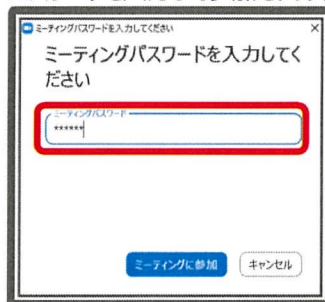 ミーティングパスワードを入力してください
ミーティングパスワードを入力してく
ださい
ミーティングパスワード
******
ミーティングに参加
キャンセル